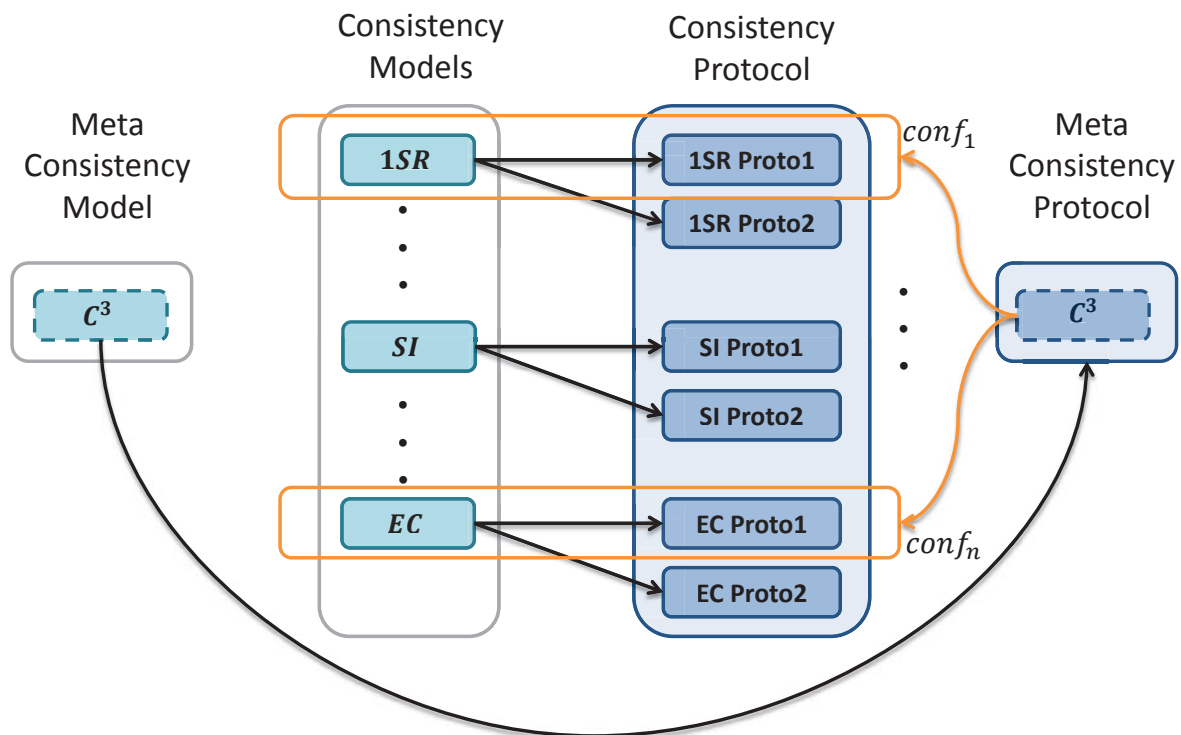 Consistency
Models
Consistency
Protocol
Meta
Consistency
Model
Meta
Consistency
Protocol
1SR
1SR Proto1
conf₁
1SR Proto2
C³
C³
SI
SI Proto1
SI Proto2
EC
EC Proto1
confₙ
EC Proto2